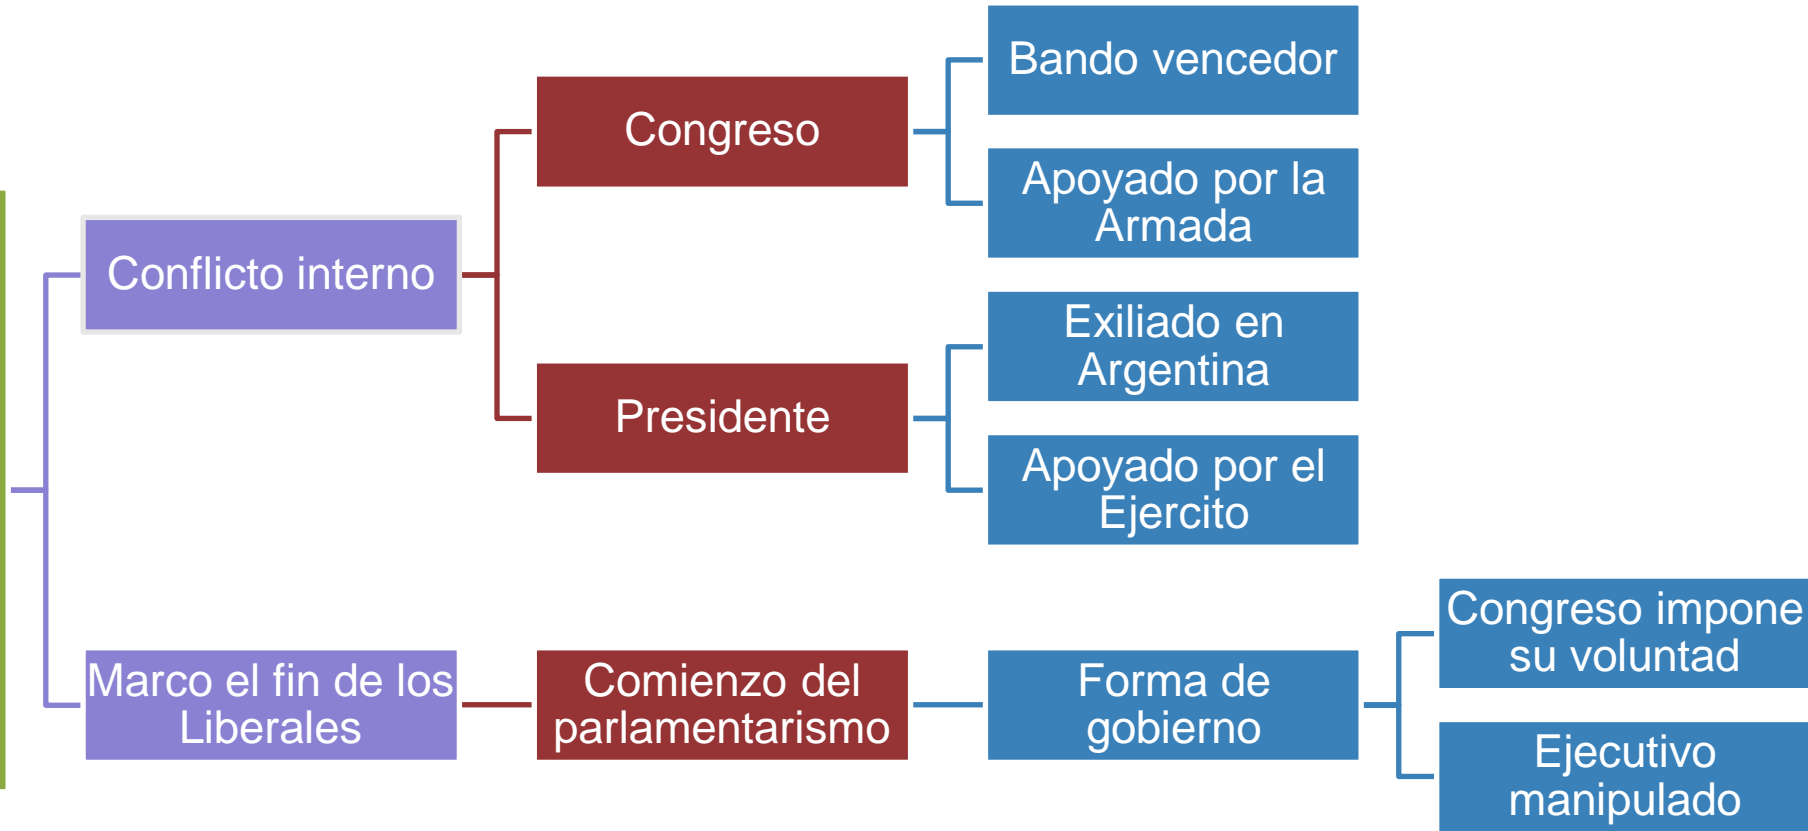 Bando vencedor
Congreso
Apoyado por la
Armada
Conflicto interno
Exiliado en
Argentina
Presidente
Apoyado por el
Ejercito
Marco el fin de los
Liberales
Comienzo del
parlamentarismo
Forma de
gobierno
Congreso impone
su voluntad
Ejecutivo
manipulado